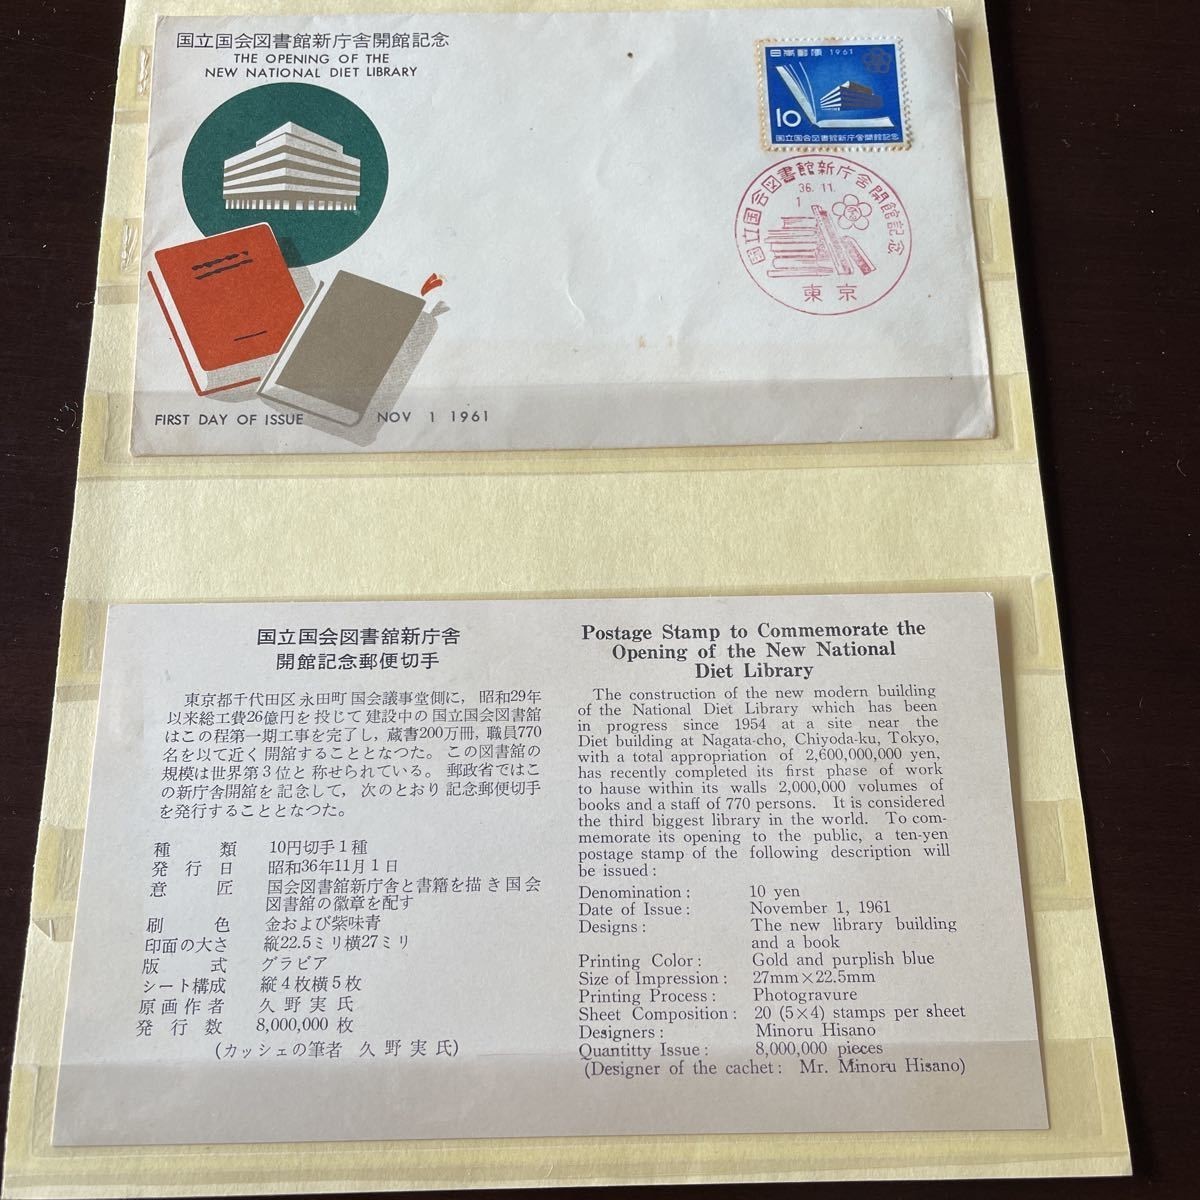 国立国会図書館新庁舎開館記念
THE OPENING OF THE
NEW NATIONAL DIET LIBRARY
日本郵便 1961
10
国立国会図書館新庁舎開館記念
国立国会図書館新庁舎開館記念
36.11.
1
東京
FIRST DAY OF ISSUE NOV 1 1961
国立国会図書舘新庁舎
開舘記念郵便切手
東京都千代田区永田町国会議事堂側に，昭和29年
以来総工費26億円を投じて建設中の国立国会図書舘
はこの程第一期工事を完了し，蔵書200万冊，職員770
名を以て近く開舘することとなつた。この図書舘の
規模は世界第３位と称せられている。郵政省ではこ
の新庁舎開舘を記念して，次のとおり記念郵便切手
を発行することとなつた。
種類 10円切手１種
発行日 昭和36年11月１日
意匠 国会図書舘新庁舎と書籍を描き国会
図書舘の徽章を配す
刷色 金および紫味青
印面の大さ 縦22.5ミリ横27ミリ
版式 グラビア
シート構成 縦４枚横５枚
原画作者 久野実氏
発行数 8,000,000 枚
(カッシェの筆者 久野実氏)
Postage Stamp to Commemorate the
Opening of the New National
Diet Library
The construction of the new modern building
of the National Diet Library which has been
in progress since 1954 at a site near the
Diet building at Nagata-cho, Chiyoda-ku, Tokyo,
with a total appropriation of 2,600,000,000 yen,
has recently completed its first phase of work
to hause within its walls 2,000,000 volumes of
books and a staff of 770 persons. It is considered
the third biggest library in the world. To com-
memorate its opening to the public, a ten-yen
postage stamp of the following description will
be issued :
Denomination : 10 yen
Date of Issue : November 1, 1961
Designs : The new library building
and a book
Printing Color : Gold and purplish blue
Size of Impression : 27mm×22.5mm
Printing Process : Photogravure
Sheet Composition : 20 (5×4) stamps per sheet
Designers : Minoru Hisano
Quantitty Issue : 8,000,000 pieces
(Designer of the cachet : Mr. Minoru Hisano)